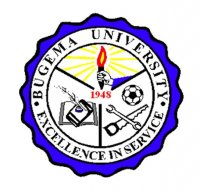 BUGEMA UNIVERSITY
1948
EXCELLENCE IN SERVICE